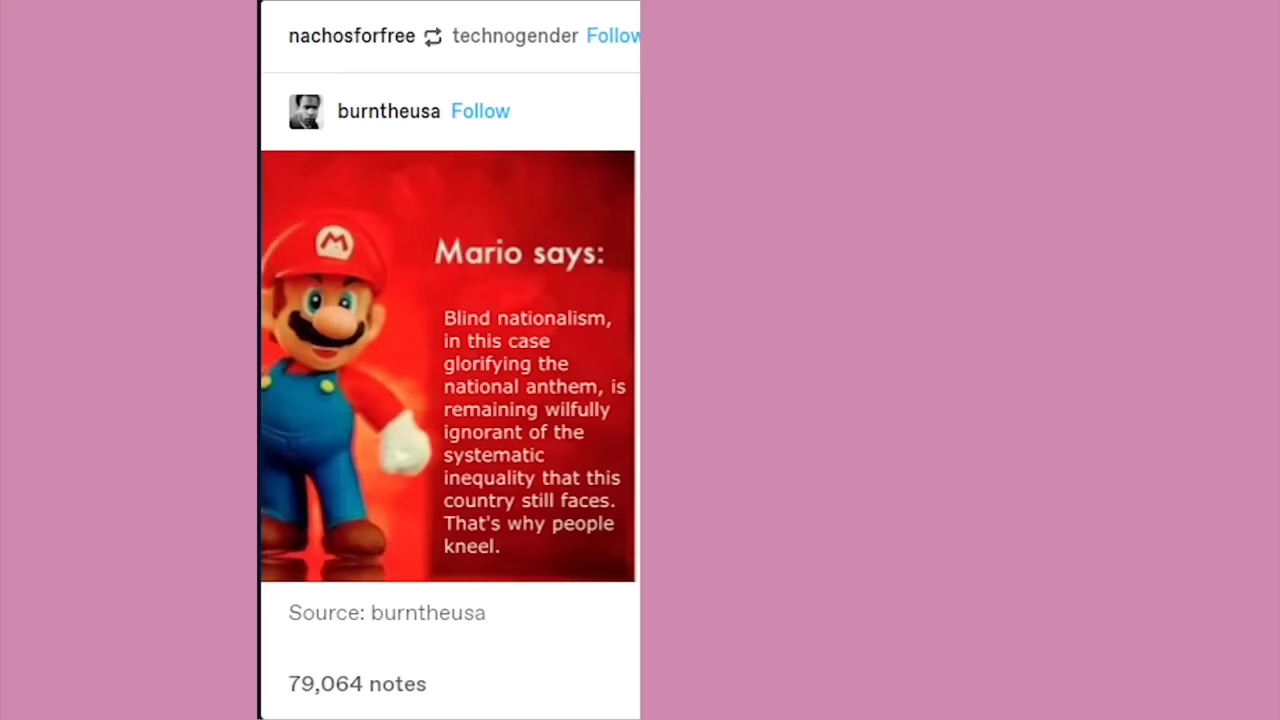 nachosforfree technogender Follow
burntheusa Follow
M
Mario says:
Blind nationalism,
in this case
glorifying the
national anthem, is
remaining wilfully
ignorant of the
systematic
inequality that this
country still faces.
That's why people
kneel.
Source: burntheusa
79,064 notes